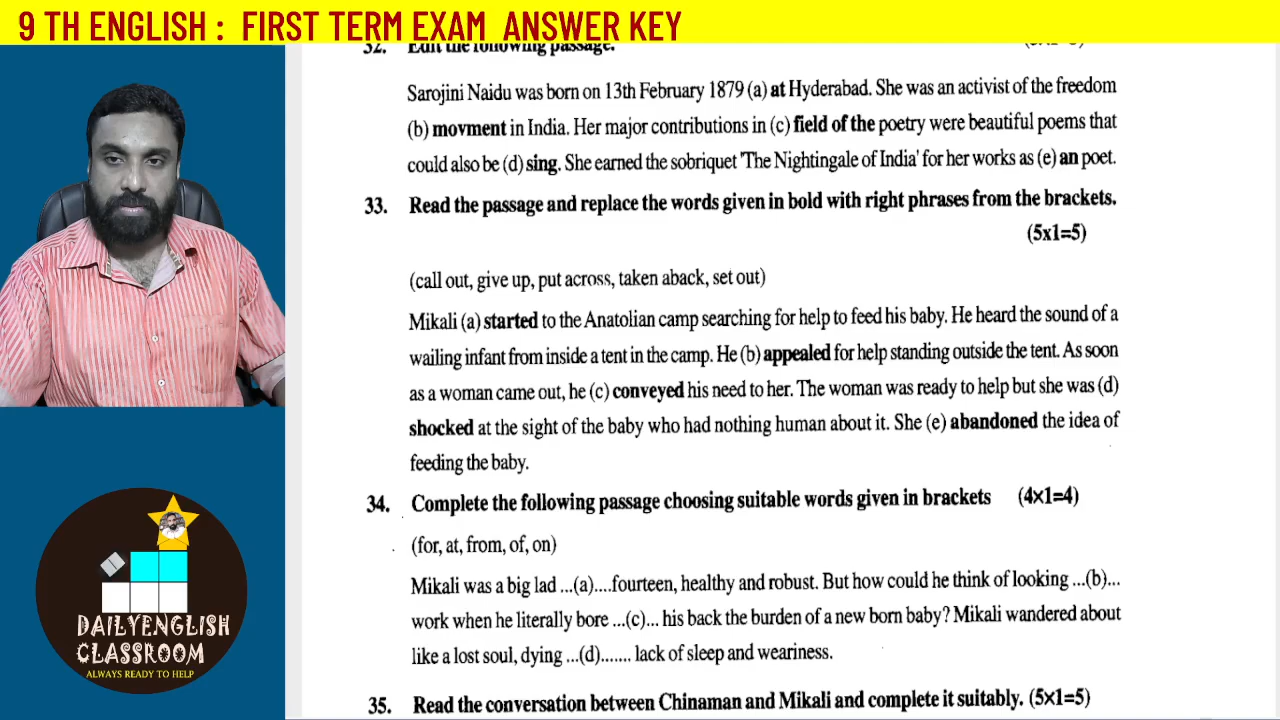 9 TH ENGLISH : FIRST TERM EXAM ANSWER KEY
32. Edit the following passage.
Sarojini Naidu was born on 13th February 1879 (a) at Hyderabad. She was an activist of the freedom
(b) movment in India. Her major contributions in (c) field of the poetry were beautiful poems that
could also be (d) sing. She earned the sobriquet 'The Nightingale of India' for her works as (e) an poet.
33. Read the passage and replace the words given in bold with right phrases from the brackets.
(5x1=5)
(call out, give up, put across, taken aback, set out)
Mikali (a) started to the Anatolian camp searching for help to feed his baby. He heard the sound of a
wailing infant from inside a tent in the camp. He (b) appealed for help standing outside the tent. As soon
as a woman came out, he (c) conveyed his need to her. The woman was ready to help but she was (d)
shocked at the sight of the baby who had nothing human about it. She (e) abandoned the idea of
feeding the baby.
34. Complete the following passage choosing suitable words given in brackets (4×1=4)
(for, at, from, of, on)
Mikali was a big lad ...(a)....fourteen, healthy and robust. But how could he think of looking ...(b)...
work when he literally bore ...(c)... his back the burden of a new born baby? Mikali wandered about
like a lost soul, dying ...(d)....... lack of sleep and weariness.
35. Read the conversation between Chinaman and Mikali and complete it suitably. (5×1=5)
DAILYENGLISH
CLASSROOM
ALWAYS READY TO HELP